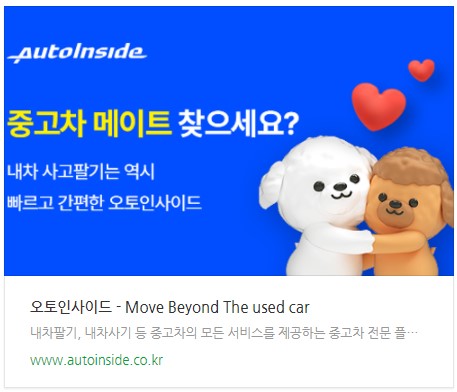 AutoInside
중고차 메이트 찾으세요?
내차 사고팔기는 역시
빠르고 간편한 오토인사이드
오토인사이드 - Move Beyond The used car
내차팔기, 내차사기 등 중고차의 모든 서비스를 제공하는 중고차 전문 플…
www.autoinside.co.kr